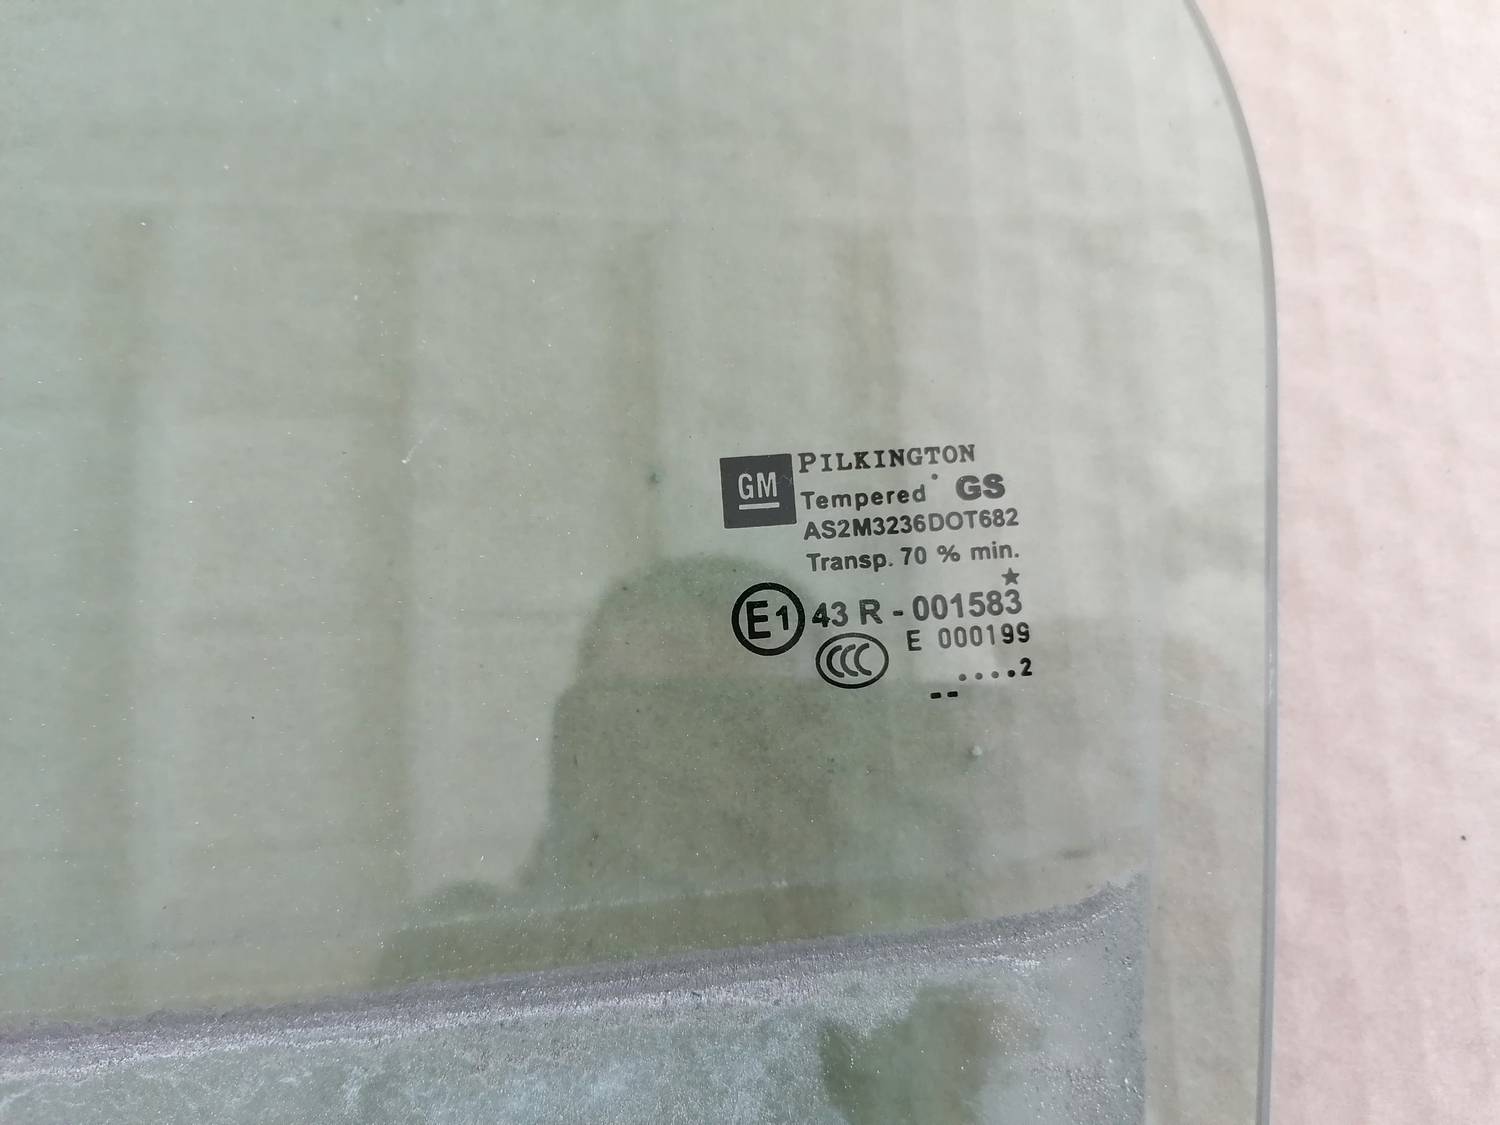 GM
PILKINGTON
Tempered GS
AS2M3236DOT682
Transp. 70 % min.
★
E1 43 R - 001583
CCC E 000199
....2
--